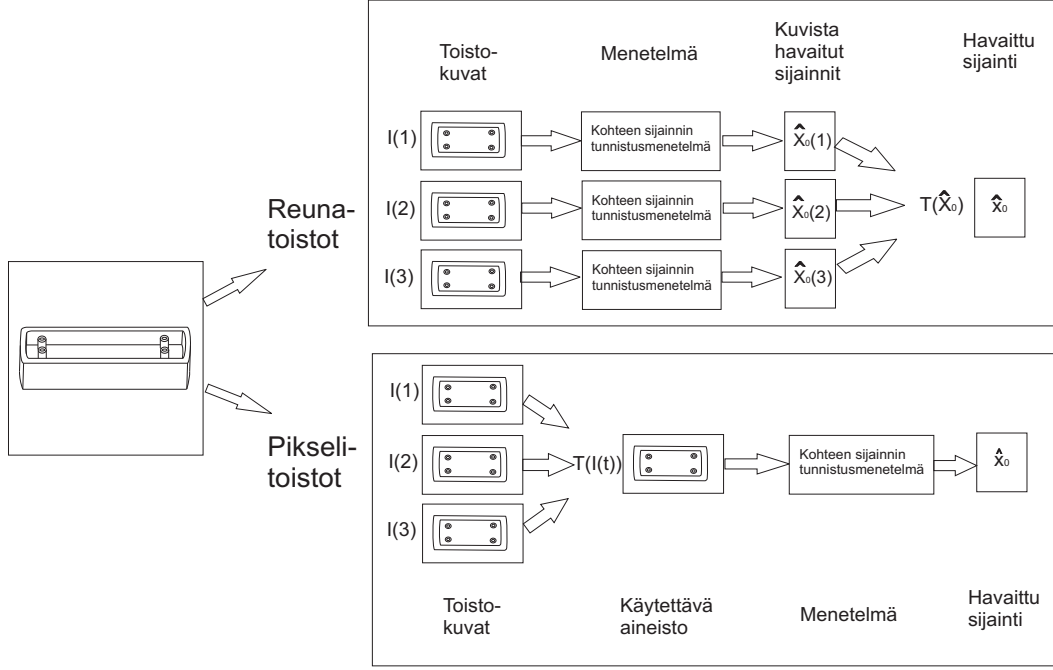 Toisto-
kuvat
Menetelmä
Kuvista
havaitut
sijainnit
Havaittu
sijainti
I(1)
Kohteen sijainnin
tunnistusmenetelmä
X̂₀(1)
I(2)
Kohteen sijainnin
tunnistusmenetelmä
X̂₀(2)
T(X̂₀)
x̂₀
I(3)
Kohteen sijainnin
tunnistusmenetelmä
X̂₀(3)
Reuna-
toistot
Pikseli-
toistot
I(1)
I(2)
T(I(t))
Kohteen sijainnin
tunnistusmenetelmä
x̂₀
I(3)
Toisto-
kuvat
Käytettävä
aineisto
Menetelmä
Havaittu
sijainti